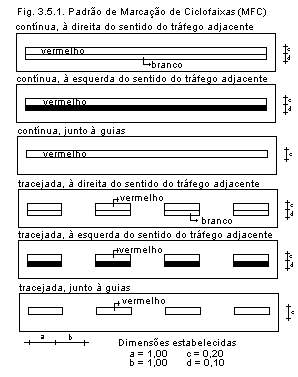 Fig. 3.5.1. Padrão de Marcação de Ciclofaixas (MFC)
contínua, à direita do sentido do tráfego adjacente
vermelho
branco
c
d
contínua, à esquerda do sentido do tráfego adjacente
vermelho
c
d
contínua, junto à guias
vermelho
c
tracejada, à direita do sentido do tráfego adjacente
vermelho
branco
c
d
tracejada, à esquerda do sentido do tráfego adjacente
vermelho
c
d
tracejada, junto à guias
vermelho
c
a b
Dimensões estabelecidas
a = 1,00 c = 0,20
b = 1,00 d = 0,10